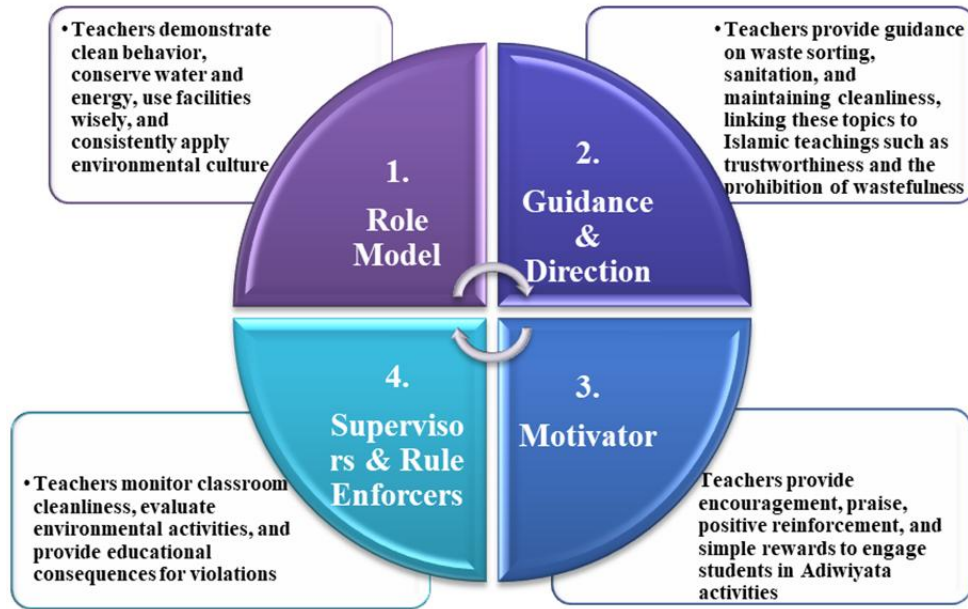 • Teachers demonstrate
clean behavior,
conserve water and
energy, use facilities
wisely, and
consistently apply
environmental culture
1.
Role
Model
• Teachers provide guidance
on waste sorting,
sanitation, and
maintaining cleanliness,
linking these topics to
Islamic teachings such as
trustworthiness and the
prohibition of wastefulness
2.
Guidance
&
Direction
3.
Motivator
Teachers provide
encouragement, praise,
positive reinforcement, and
simple rewards to engage
students in Adiwiyata
activities
4.
Superviso
rs & Rule
Enforcers
• Teachers monitor classroom
cleanliness, evaluate
environmental activities, and
provide educational
consequences for violations